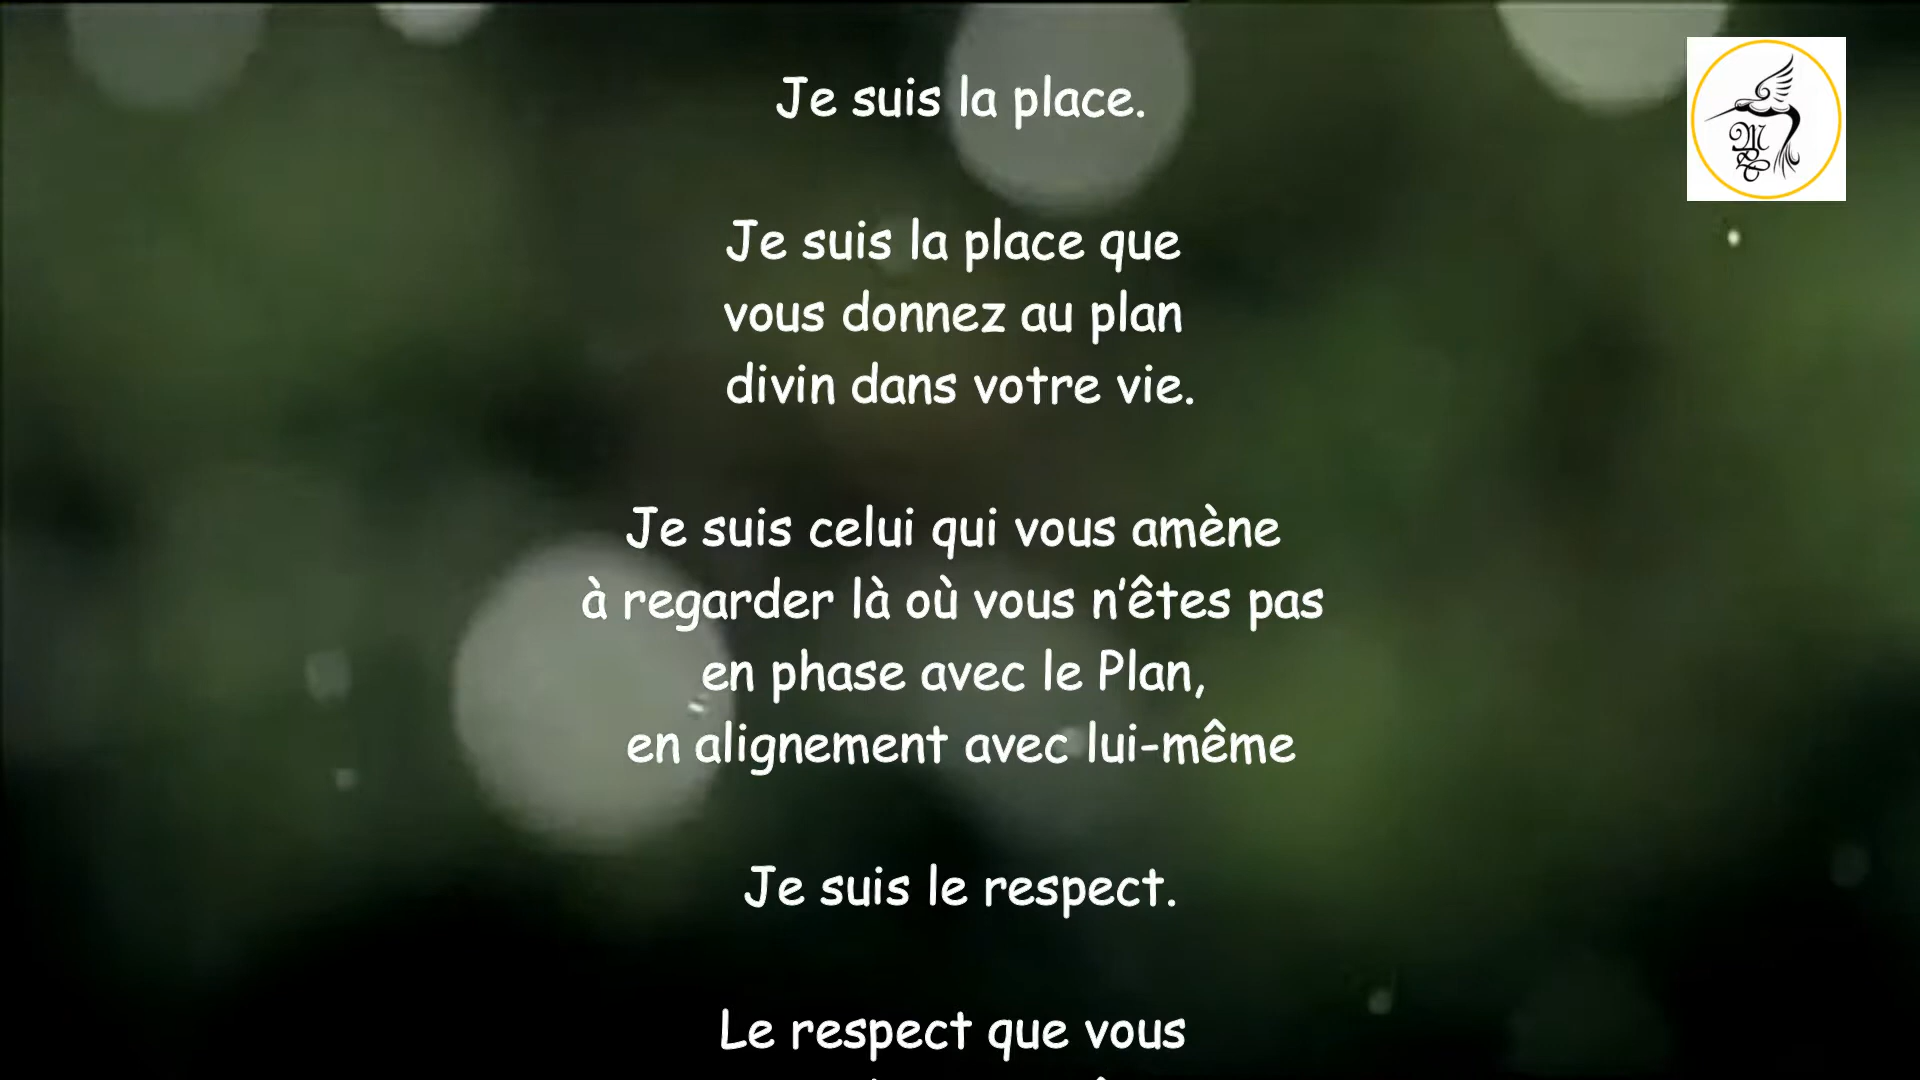 Je suis la place.
Je suis la place que
vous donnez au plan
divin dans votre vie.
Je suis celui qui vous amène
à regarder là où vous n'êtes pas
en phase avec le Plan,
en alignement avec lui-même
Je suis le respect.
Le respect que vous